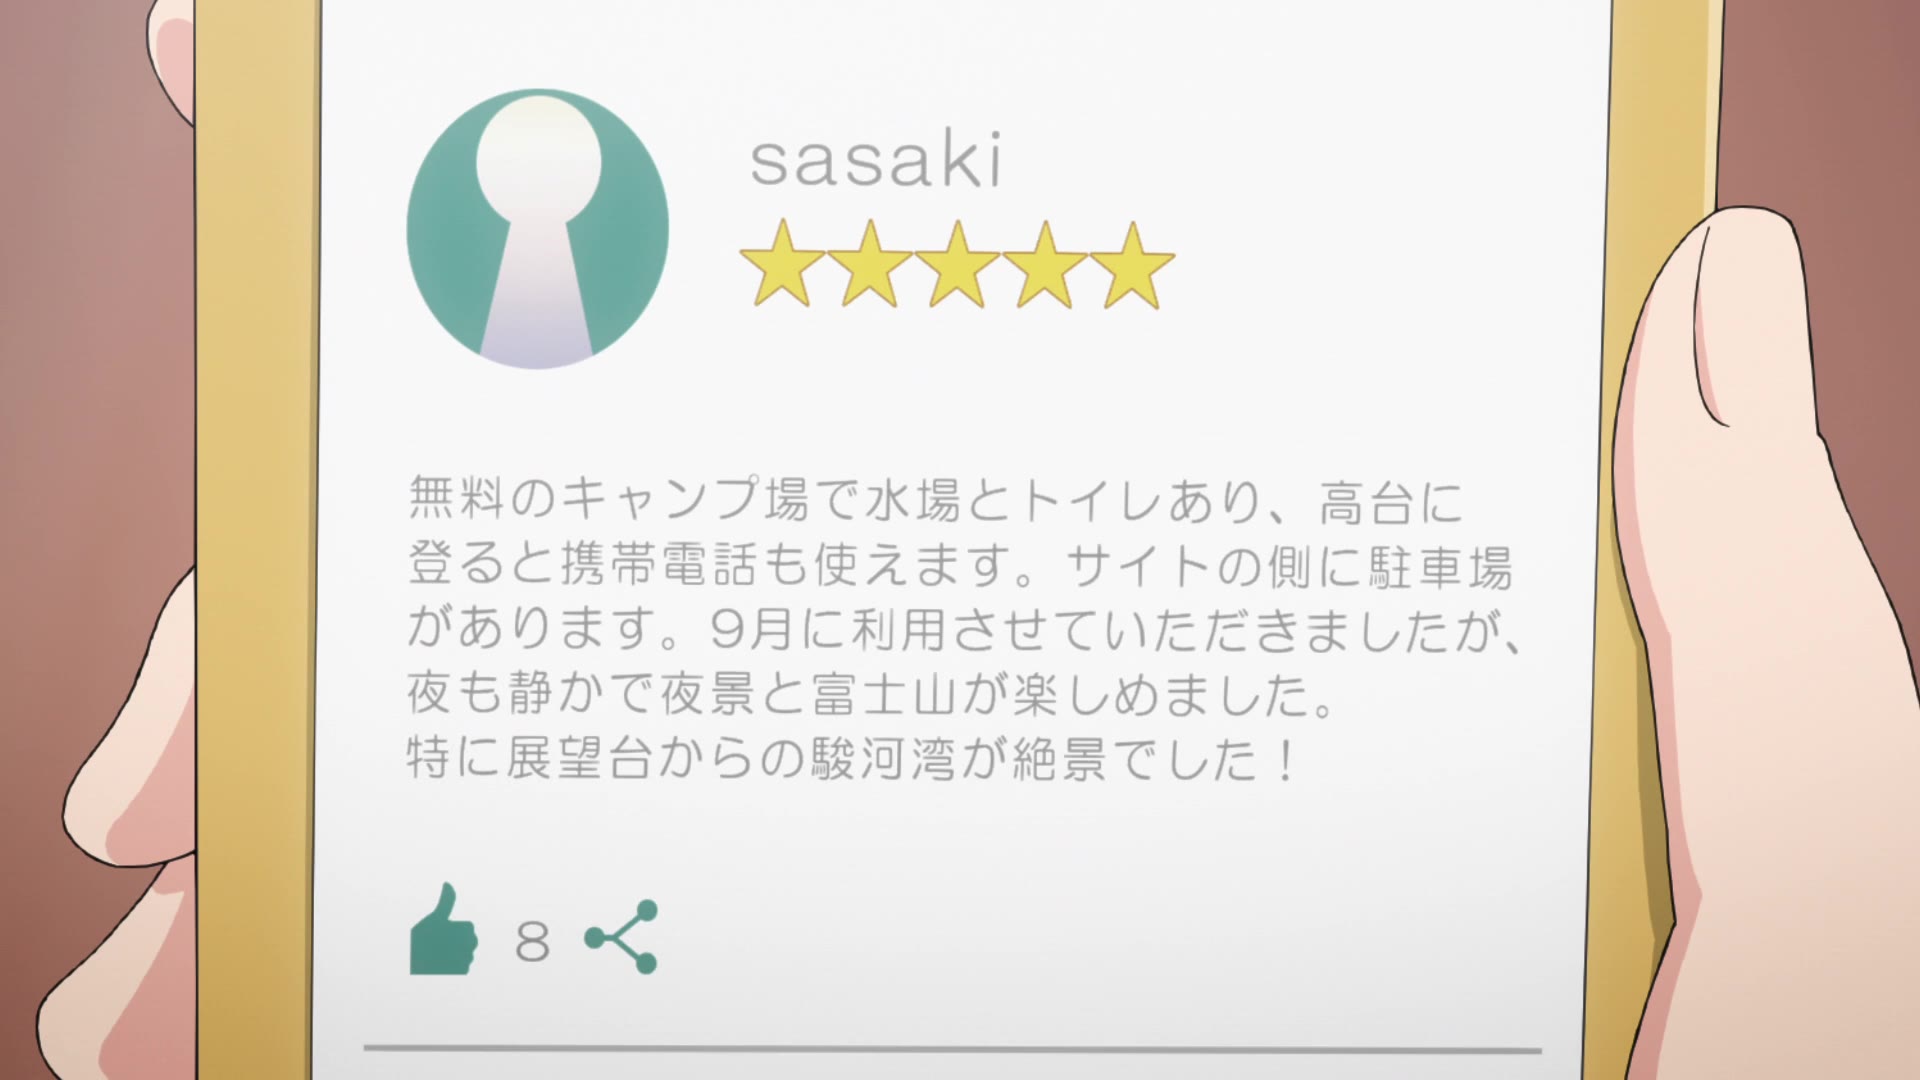 sasaki
無料のキャンプ場で水場とトイレあり、高台に
登ると携帯電話も使えます。サイトの側に駐車場
があります。9月に利用させていただきましたが、
夜も静かで夜景と富士山が楽しめました。
特に展望台からの駿河湾が絶景でした！
8